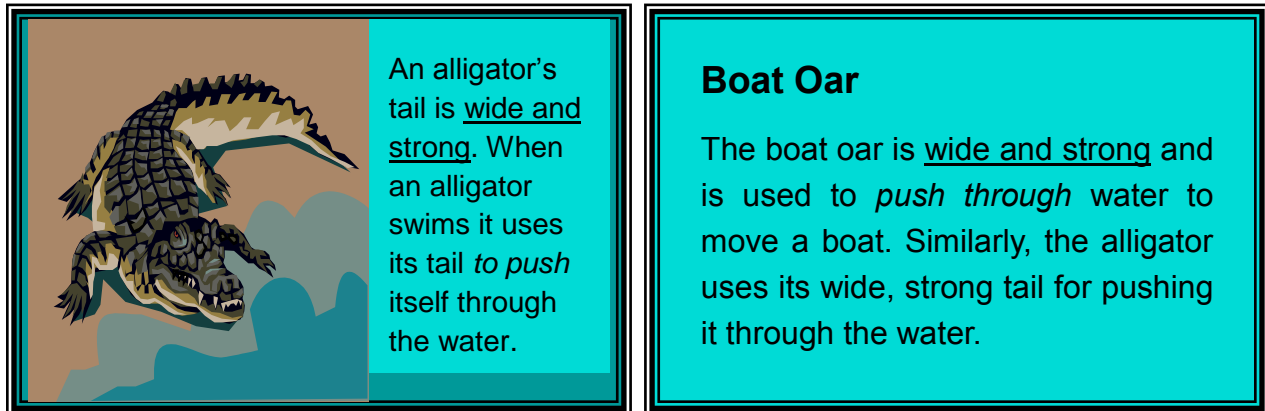 An alligator’s
tail is wide and
strong. When
an alligator
swims it uses
its tail to push
itself through
the water.
Boat Oar
The boat oar is wide and strong and
is used to push through water to
move a boat. Similarly, the alligator
uses its wide, strong tail for pushing
it through the water.